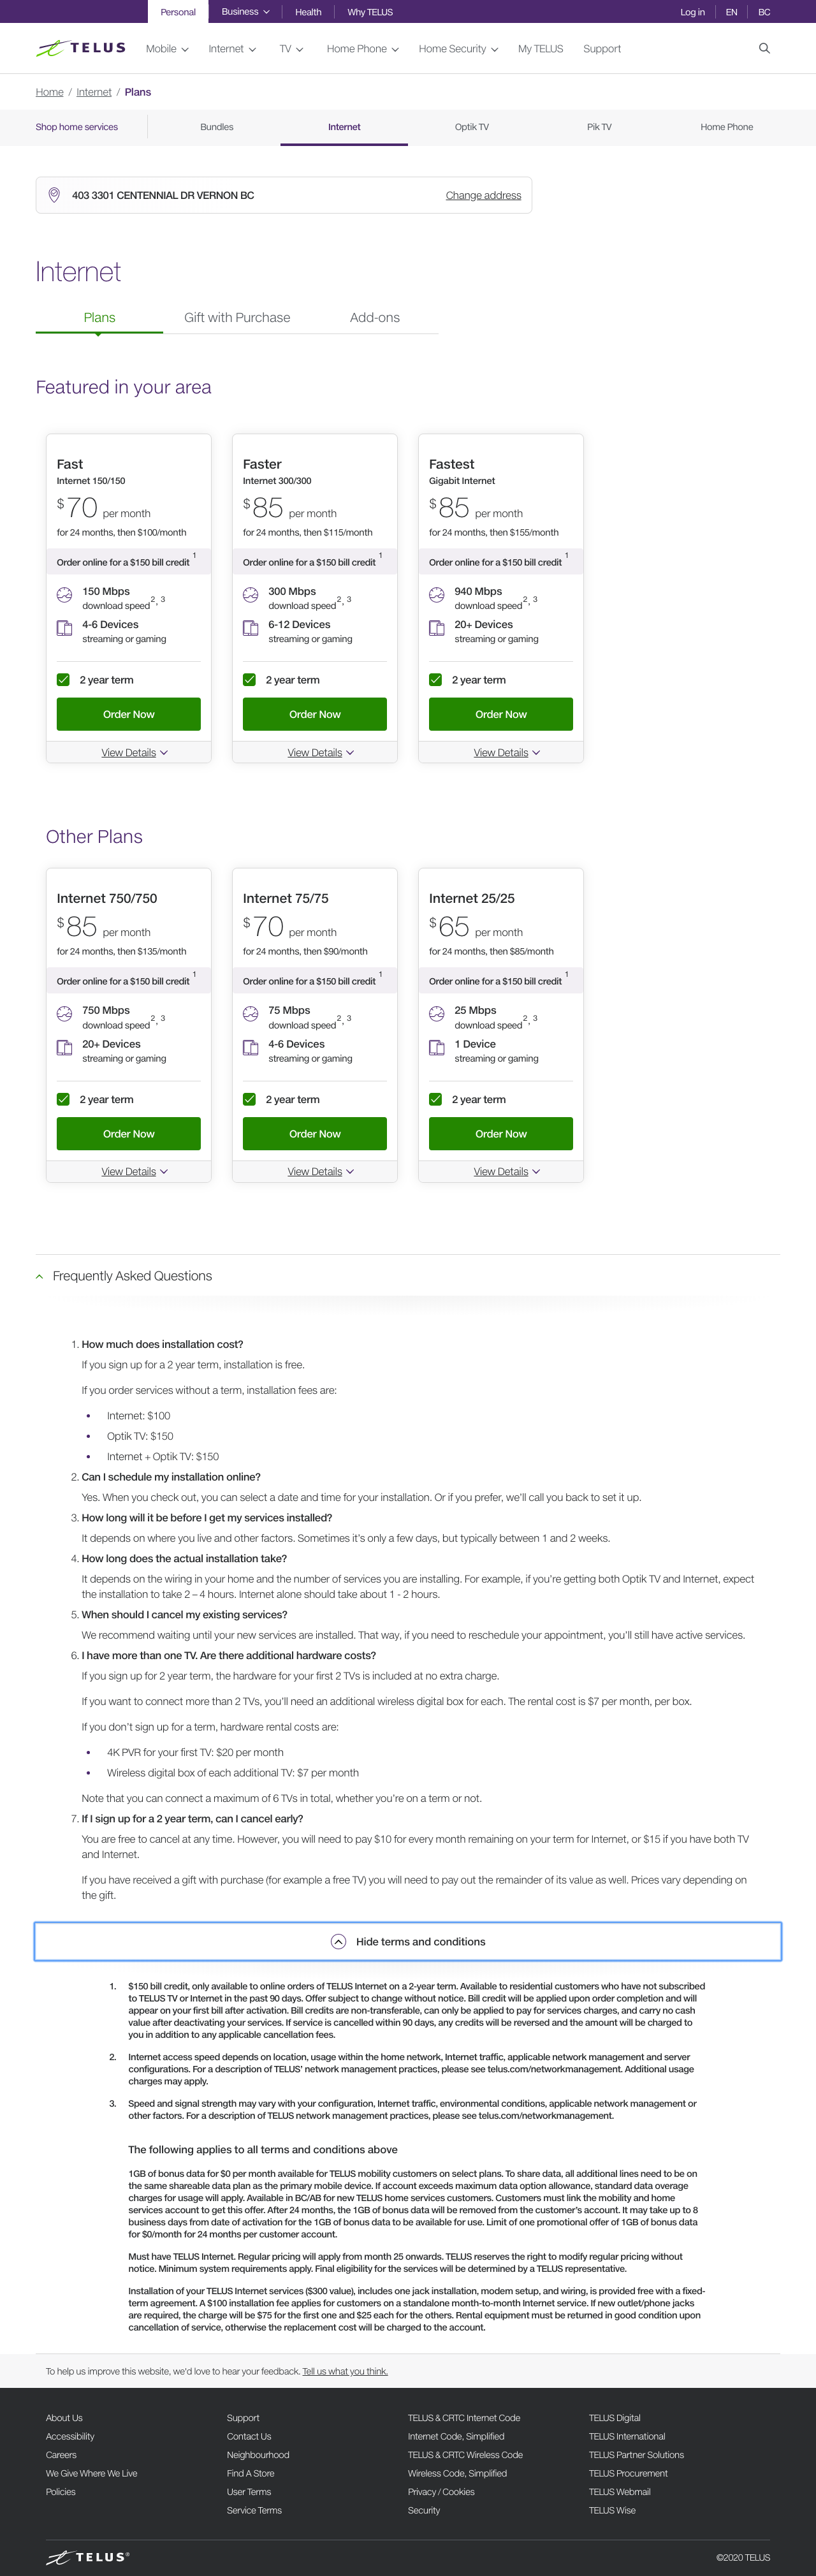 Personal Business Health Why TELUS Log in EN BC
TELUS Mobile Internet TV Home Phone Home Security My TELUS Support
Home / Internet / Plans
Shop home services Bundles Internet Optik TV Pik TV Home Phone
403 3301 CENTENNIAL DR VERNON BC Change address
Internet
Plans Gift with Purchase Add-ons
Featured in your area
Fast
Internet 150/150
$70 per month
for 24 months, then $100/month
Order online for a $150 bill credit 1
150 Mbps
download speed 2, 3
4-6 Devices
streaming or gaming
2 year term
Order Now
View Details
Faster
Internet 300/300
$85 per month
for 24 months, then $115/month
Order online for a $150 bill credit 1
300 Mbps
download speed 2, 3
6-12 Devices
streaming or gaming
2 year term
Order Now
View Details
Fastest
Gigabit Internet
$85 per month
for 24 months, then $155/month
Order online for a $150 bill credit 1
940 Mbps
download speed 2, 3
20+ Devices
streaming or gaming
2 year term
Order Now
View Details
Other Plans
Internet 750/750
$85 per month
for 24 months, then $135/month
Order online for a $150 bill credit 1
750 Mbps
download speed 2, 3
20+ Devices
streaming or gaming
2 year term
Order Now
View Details
Internet 75/75
$70 per month
for 24 months, then $90/month
Order online for a $150 bill credit 1
75 Mbps
download speed 2, 3
4-6 Devices
streaming or gaming
2 year term
Order Now
View Details
Internet 25/25
$65 per month
for 24 months, then $85/month
Order online for a $150 bill credit 1
25 Mbps
download speed 2, 3
1 Device
streaming or gaming
2 year term
Order Now
View Details
Frequently Asked Questions
1. How much does installation cost?
If you sign up for a 2 year term, installation is free.
If you order services without a term, installation fees are:
• Internet: $100
• Optik TV: $150
• Internet + Optik TV: $150
2. Can I schedule my installation online?
Yes. When you check out, you can select a date and time for your installation. Or if you prefer, we'll call you back to set it up.
3. How long will it be before I get my services installed?
It depends on where you live and other factors. Sometimes it's only a few days, but typically between 1 and 2 weeks.
4. How long does the actual installation take?
It depends on the wiring in your home and the number of services you are installing. For example, if you're getting both Optik TV and Internet, expect
the installation to take 2 – 4 hours. Internet alone should take about 1 - 2 hours.
5. When should I cancel my existing services?
We recommend waiting until your new services are installed. That way, if you need to reschedule your appointment, you'll still have active services.
6. I have more than one TV. Are there additional hardware costs?
If you sign up for 2 year term, the hardware for your first 2 TVs is included at no extra charge.
If you want to connect more than 2 TVs, you'll need an additional wireless digital box for each. The rental cost is $7 per month, per box.
If you don't sign up for a term, hardware rental costs are:
• 4K PVR for your first TV: $20 per month
• Wireless digital box of each additional TV: $7 per month
Note that you can connect a maximum of 6 TVs in total, whether you're on a term or not.
7. If I sign up for a 2 year term, can I cancel early?
You are free to cancel at any time. However, you will need to pay $10 for every month remaining on your term for Internet, or $15 if you have both TV
and Internet.
If you have received a gift with purchase (for example a free TV) you will need to pay out the remainder of its value as well. Prices vary depending on
the gift.
Hide terms and conditions
1. $150 bill credit, only available to online orders of TELUS Internet on a 2-year term. Available to residential customers who have not subscribed
to TELUS TV or Internet in the past 90 days. Offer subject to change without notice. Bill credit will be applied upon order completion and will
appear on your first bill after activation. Bill credits are non-transferable, can only be applied to pay for services charges, and carry no cash
value after deactivating your services. If service is cancelled within 90 days, any credits will be reversed and the amount will be charged to
you in addition to any applicable cancellation fees.
2. Internet access speed depends on location, usage within the home network, Internet traffic, applicable network management and server
configurations. For a description of TELUS' network management practices, please see telus.com/networkmanagement. Additional usage
charges may apply.
3. Speed and signal strength may vary with your configuration, Internet traffic, environmental conditions, applicable network management or
other factors. For a description of TELUS network management practices, please see telus.com/networkmanagement.
The following applies to all terms and conditions above
1GB of bonus data for $0 per month available for TELUS mobility customers on select plans. To share data, all additional lines need to be on
the same shareable data plan as the primary mobile device. If account exceeds maximum data option allowance, standard data overage
charges for usage will apply. Available in BC/AB for new TELUS home services customers. Customers must link the mobility and home
services account to get this offer. After 24 months, the 1GB of bonus data will be removed from the customer's account. It may take up to 8
business days from date of activation for the 1GB of bonus data to be available for use. Limit of one promotional offer of 1GB of bonus data
for $0/month for 24 months per customer account.
Must have TELUS Internet. Regular pricing will apply from month 25 onwards. TELUS reserves the right to modify regular pricing without
notice. Minimum system requirements apply. Final eligibility for the services will be determined by a TELUS representative.
Installation of your TELUS Internet services ($300 value), includes one jack installation, modem setup, and wiring, is provided free with a fixed-
term agreement. A $100 installation fee applies for customers on a standalone month-to-month Internet service. If new outlet/phone jacks
are required, the charge will be $75 for the first one and $25 each for the others. Rental equipment must be returned in good condition upon
cancellation of service, otherwise the replacement cost will be charged to the account.
To help us improve this website, we'd love to hear your feedback. Tell us what you think.
About Us Support TELUS & CRTC Internet Code TELUS Digital
Accessibility Contact Us Internet Code, Simplified TELUS International
Careers Neighbourhood TELUS & CRTC Wireless Code TELUS Partner Solutions
We Give Where We Live Find A Store Wireless Code, Simplified TELUS Procurement
Policies User Terms Privacy / Cookies TELUS Webmail
Service Terms Security TELUS Wise
TELUS® ©2020 TELUS